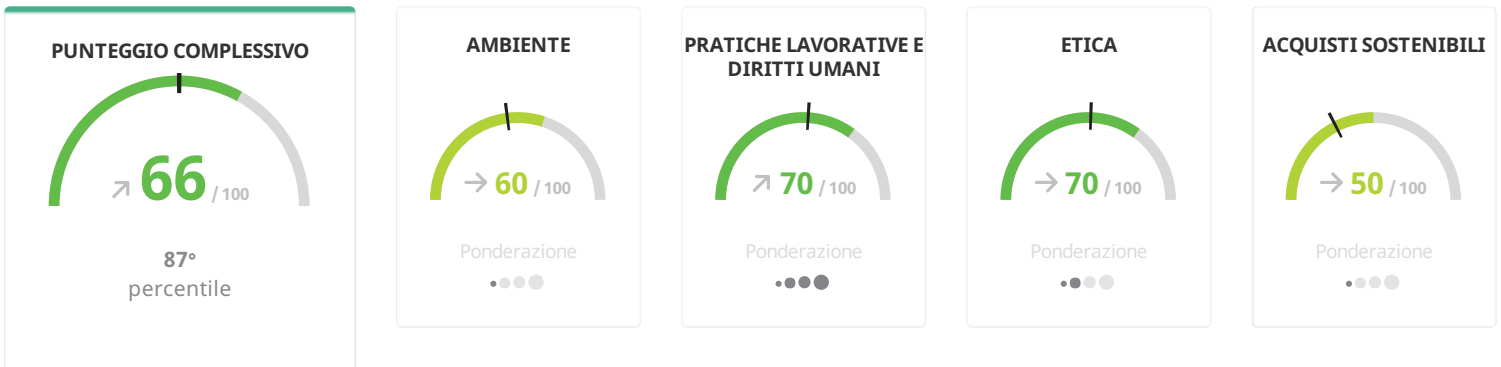 PUNTEGGIO COMPLESSIVO
66 / 100
87°
percentile
AMBIENTE
60 / 100
Ponderazione
PRATICHE LAVORATIVE E
DIRITTI UMANI
70 / 100
Ponderazione
ETICA
70 / 100
Ponderazione
ACQUISTI SOSTENIBILI
50 / 100
Ponderazione